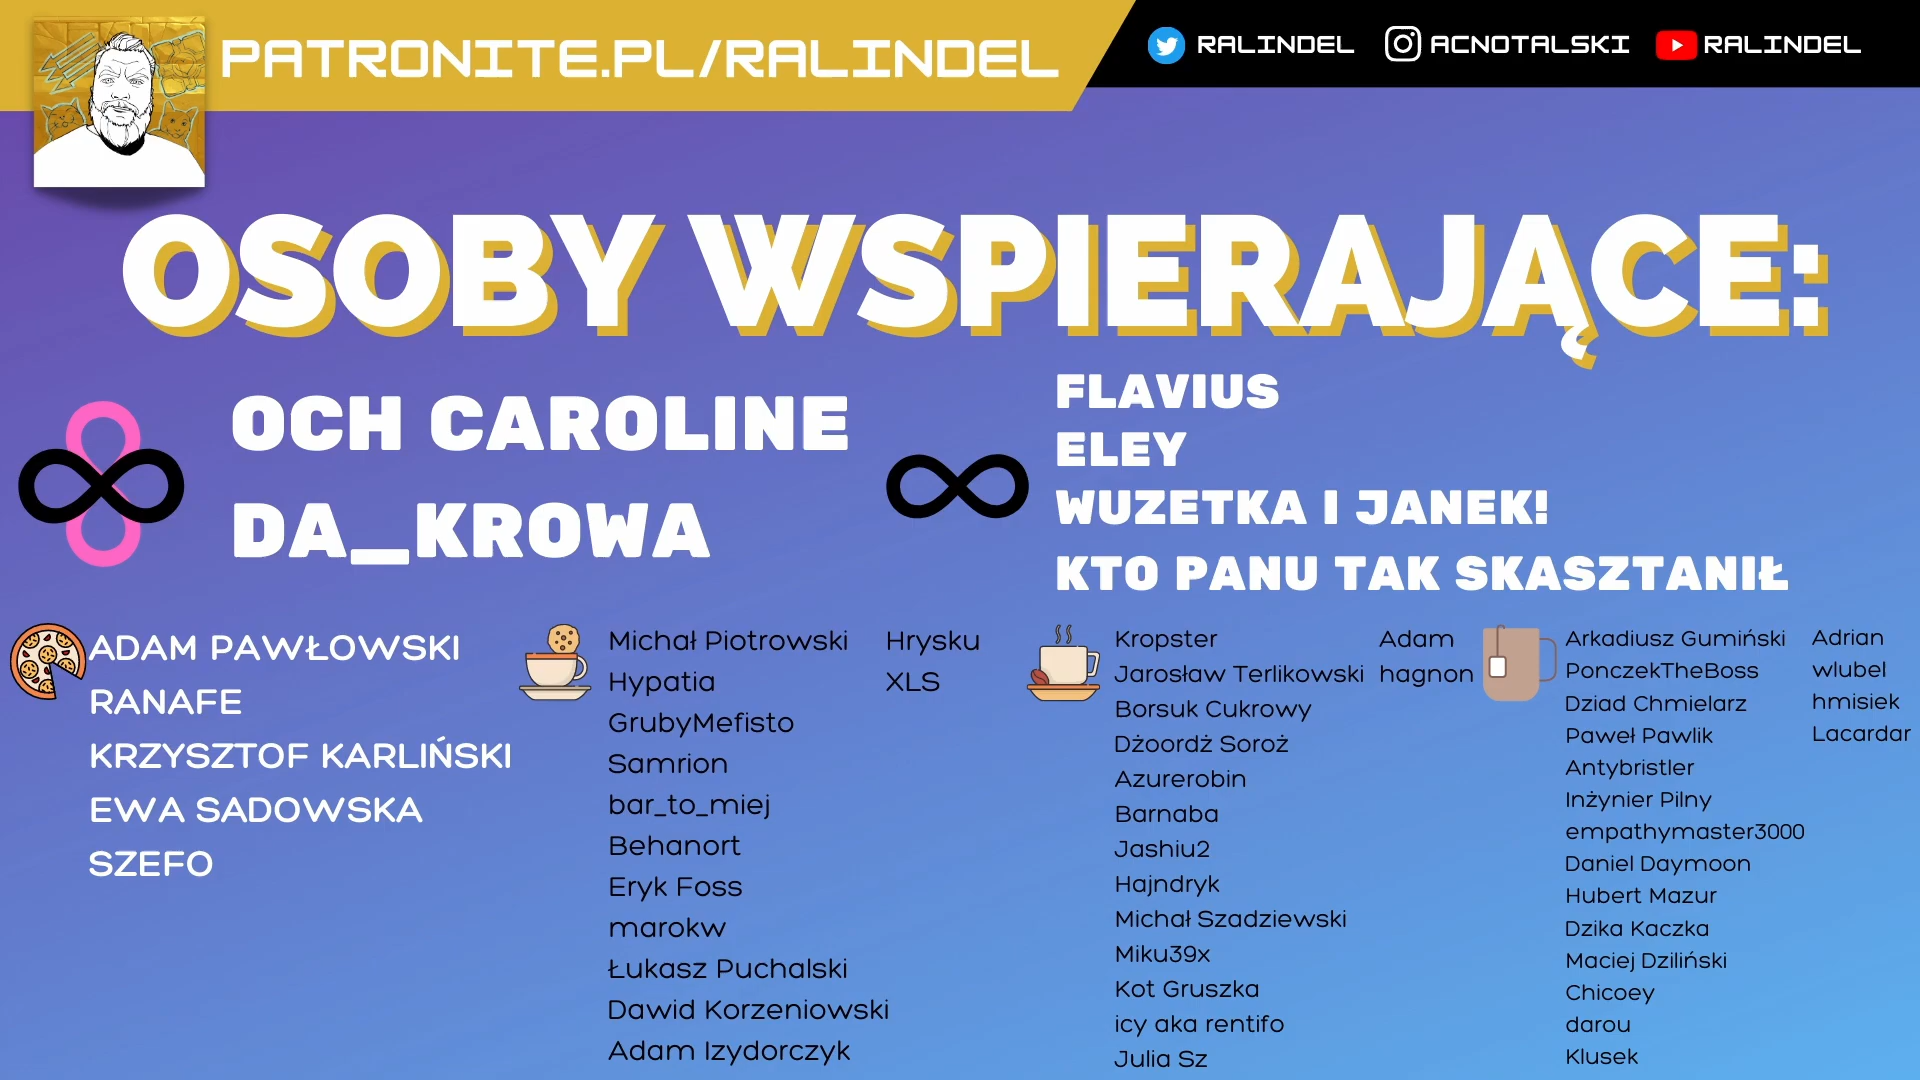 PATRONITE.PL/RALINDEL
RALINDEL
ACNOTALSKI
RALINDEL
OSOBY WSPIERAJĄCE:
OCH CAROLINE
DA_KROWA
FLAVIUS
ELEY
WUZETKA I JANEK!
KTO PANU TAK SKASZTANIŁ
ADAM PAWŁOWSKI
RANAFE
KRZYSZTOF KARLIŃSKI
EWA SADOWSKA
SZEFO
Michał Piotrowski
Hypatia
GrubyMefisto
Samrion
bar_to_miej
Behanort
Eryk Foss
marokw
Łukasz Puchalski
Dawid Korzeniowski
Adam Izydorczyk
Hrysku
XLS
Kropster
Jarosław Terlikowski
Borsuk Cukrowy
Dżoordż Soroż
Azurerobin
Barnaba
Jashiu2
Hajndryk
Michał Szadziewski
Miku39x
Kot Gruszka
icy aka rentifo
Julia Sz
Adam
hagnon
Arkadiusz Gumiński
PonczekTheBoss
Dziad Chmielarz
Paweł Pawlik
Antybristler
Inżynier Pilny
empathymaster3000
Daniel Daymoon
Hubert Mazur
Dzika Kaczka
Maciej Dziliński
Chicoey
darou
Klusek
Adrian
wlubel
hmisiek
Lacardar